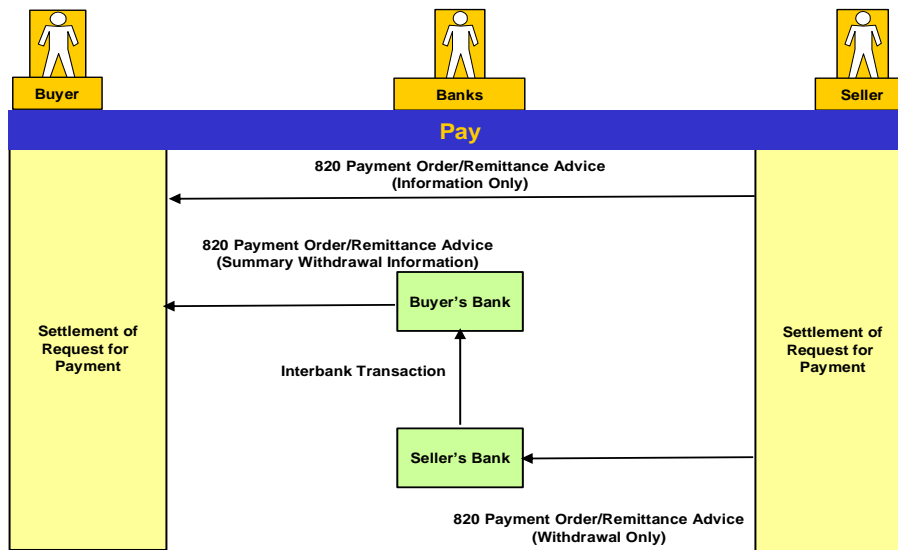 Buyer
Banks
Seller
Pay
820 Payment Order/Remittance Advice
(Information Only)
820 Payment Order/Remittance Advice
(Summary Withdrawal Information)
Buyer’s Bank
Settlement of
Request for
Payment
Settlement of
Request for
Payment
Interbank Transaction
Seller’s Bank
820 Payment Order/Remittance Advice
(Withdrawal Only)